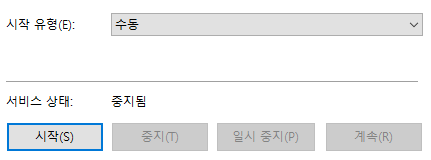 시작 유형(E): 수동
서비스 상태: 중지됨
시작(S) 중지(T) 일시 중지(P) 계속(R)